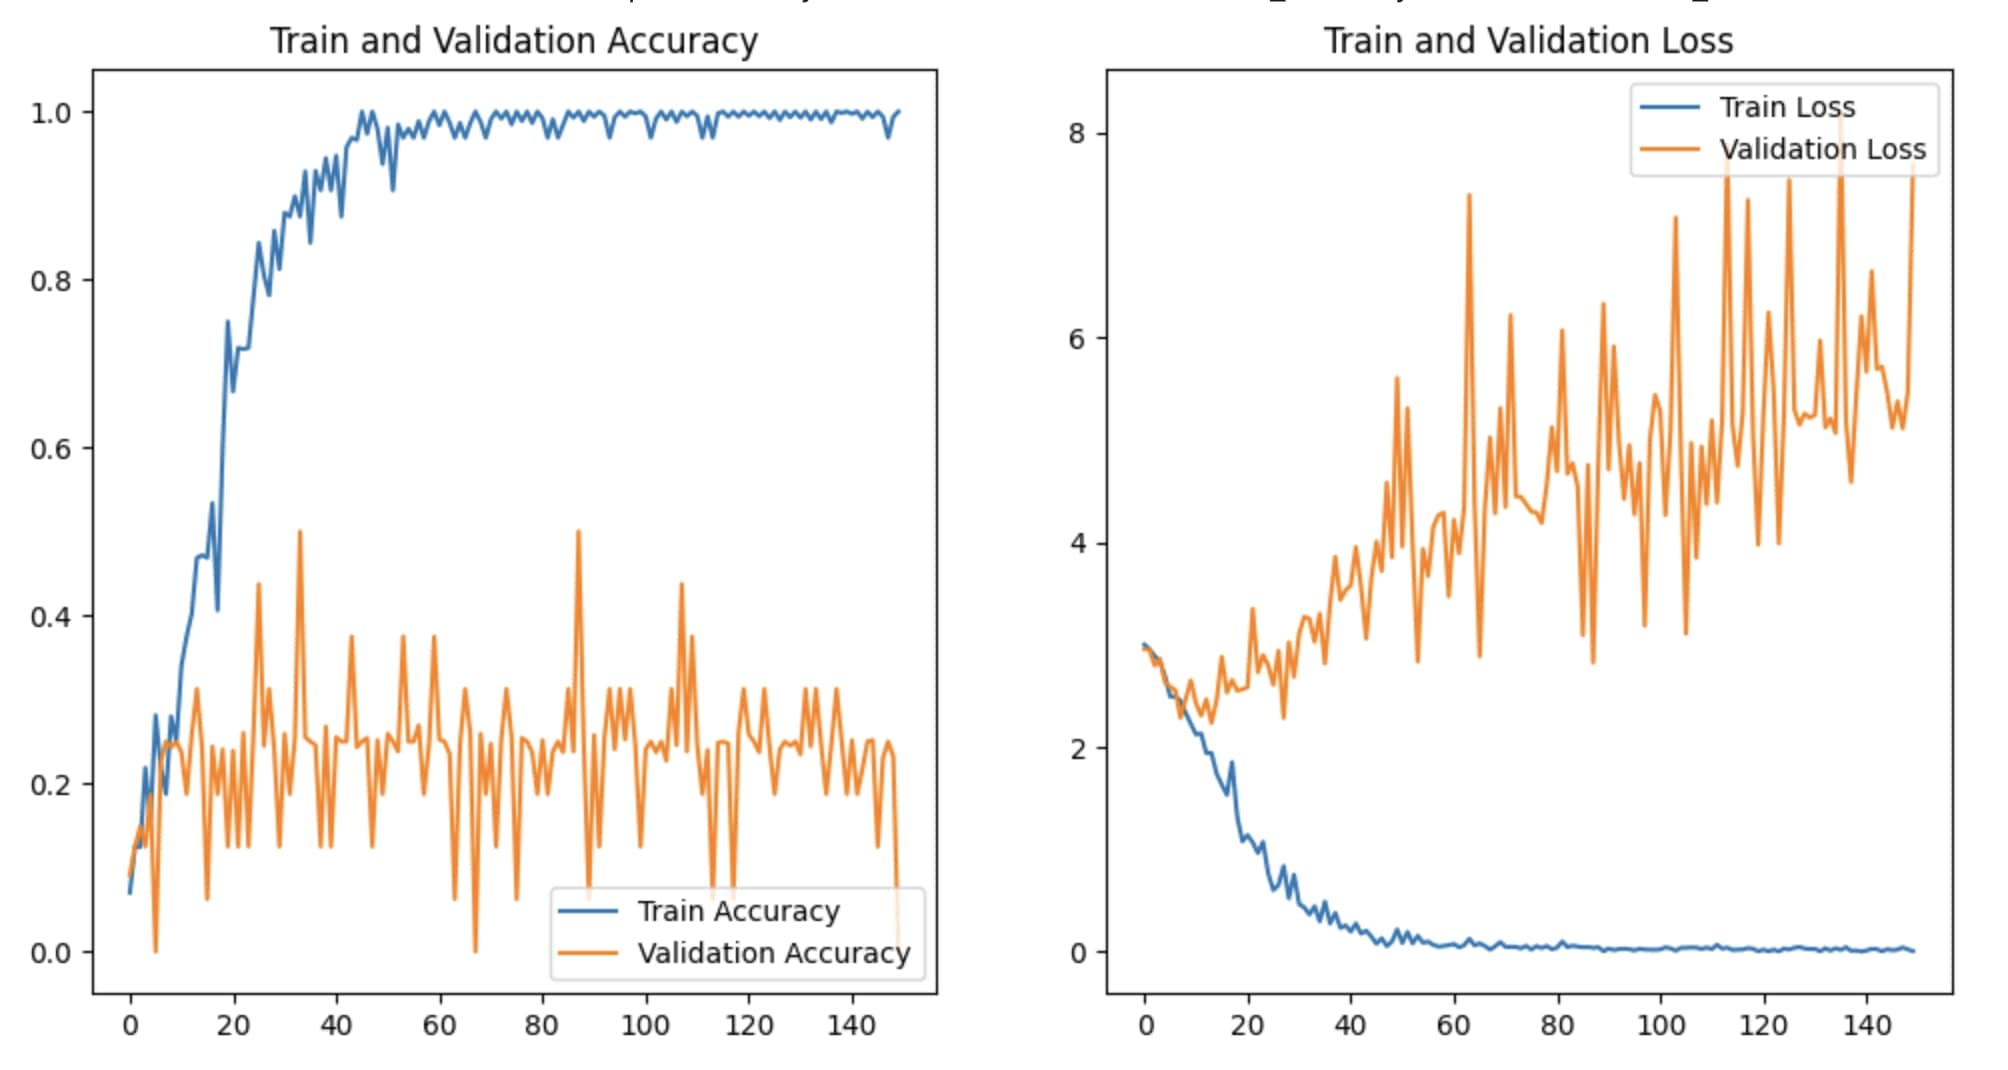 Train and Validation Accuracy
1.0
0.8
0.6
0.4
0.2
0.0
0 20 40 60 80 100 120 140
Train Accuracy
Validation Accuracy
Train and Validation Loss
8
6
4
2
0
0 20 40 60 80 100 120 140
Train Loss
Validation Loss